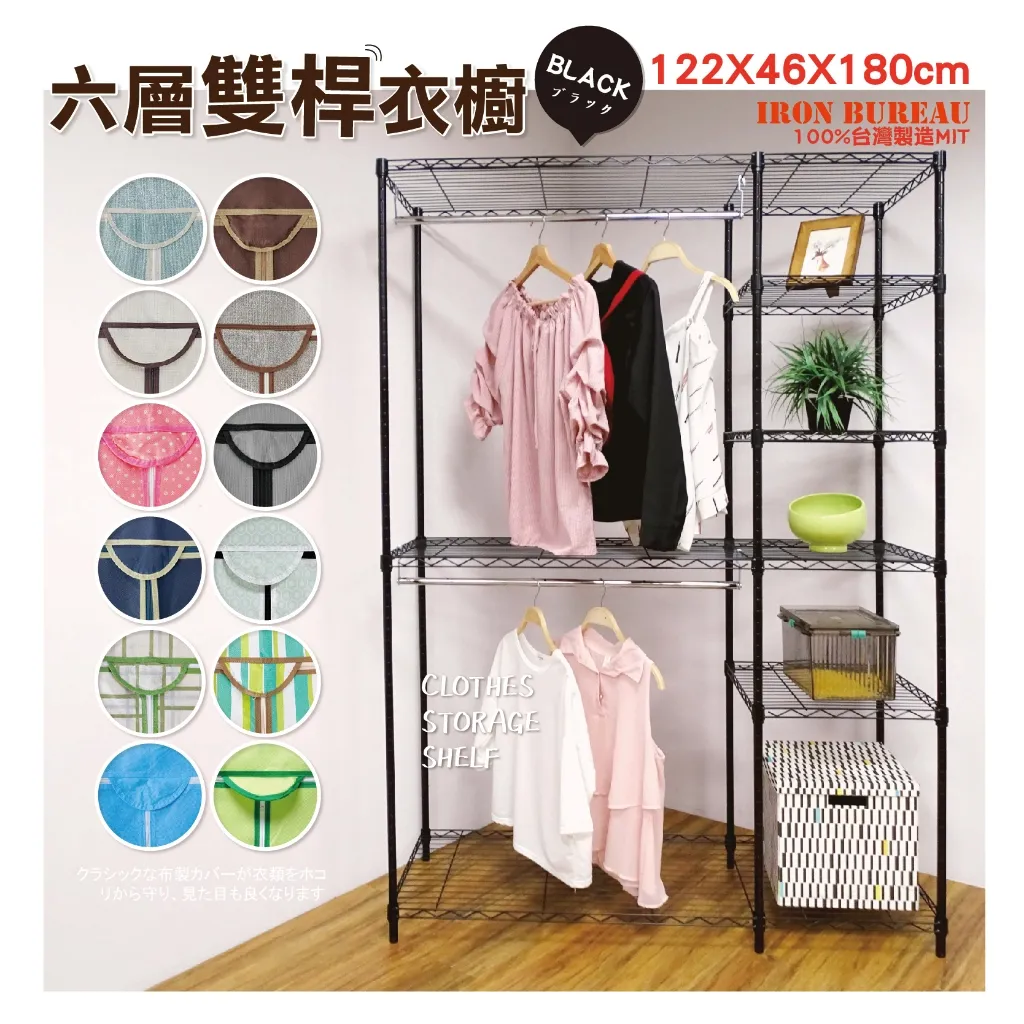 六層雙桿衣櫥
BLACK
ブラック
122X46X180cm
IRON BUREAU
100%台灣製造MIT
CLOTHES
STORAGE
SHELF
クラシックな布製カバーが衣類をホコ
リから守り、見た目も良くなります